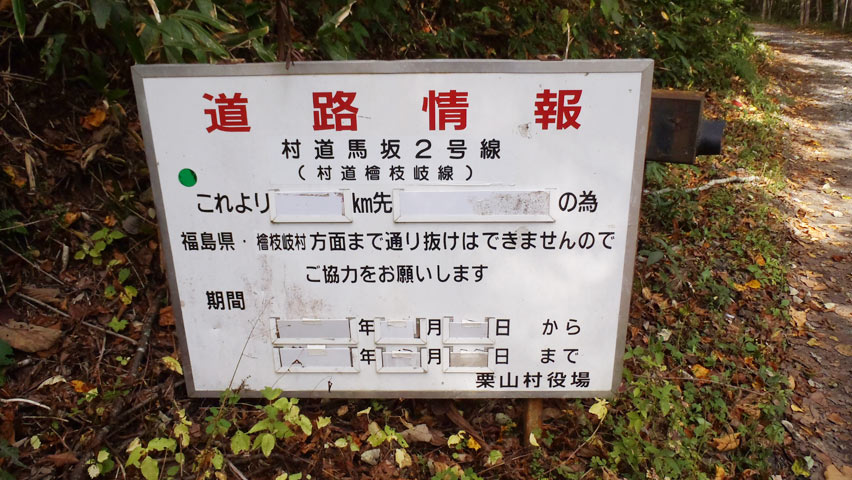 道路情報
村道馬坂2号線
(村道檜枝岐線)
これより km先 の為
福島県・檜枝岐村方面まで通り抜けはできませんので
ご協力をお願いします
期間
年 月 日 から
年 月 日 まで
栗山村役場